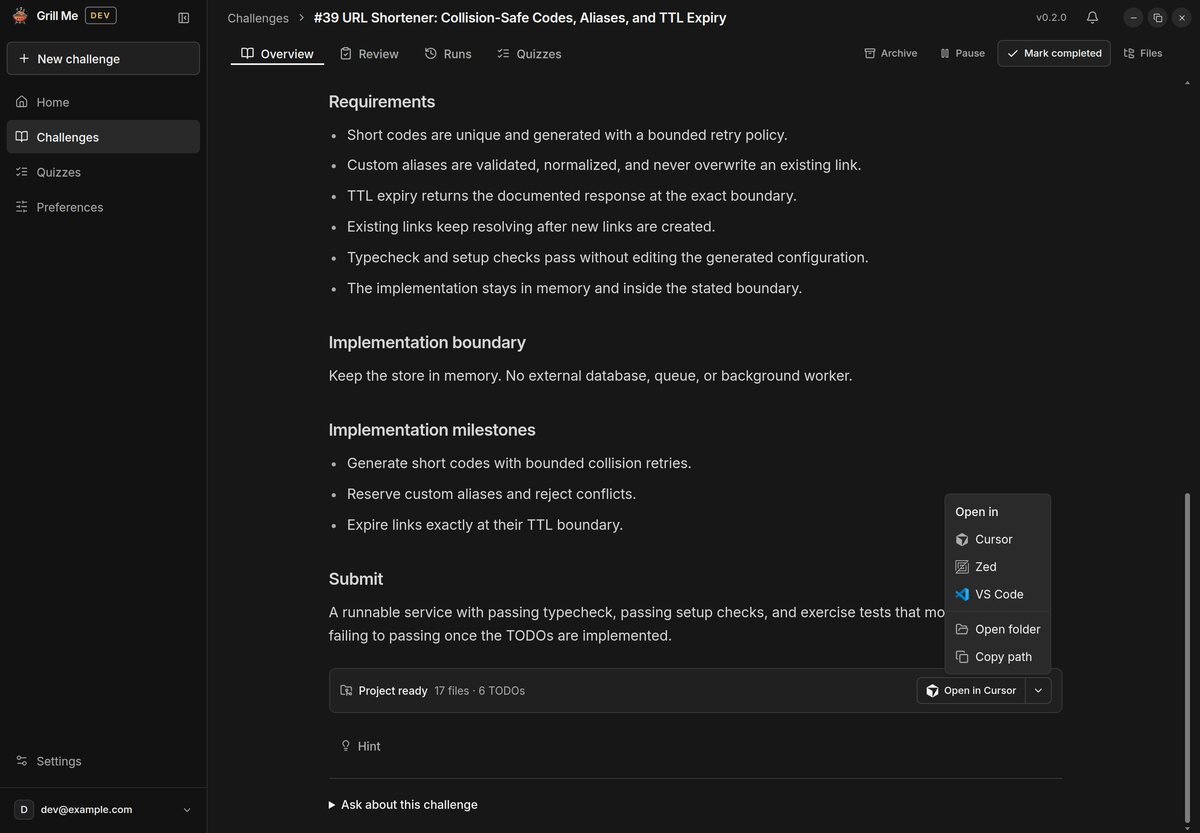 Grill Me DEV
New challenge
Home
Challenges
Quizzes
Preferences
Settings
D dev@example.com
Challenges > #39 URL Shortener: Collision-Safe Codes, Aliases, and TTL Expiry
v0.2.0
Overview Review Runs Quizzes
Archive Pause Mark completed Files
Requirements
• Short codes are unique and generated with a bounded retry policy.
• Custom aliases are validated, normalized, and never overwrite an existing link.
• TTL expiry returns the documented response at the exact boundary.
• Existing links keep resolving after new links are created.
• Typecheck and setup checks pass without editing the generated configuration.
• The implementation stays in memory and inside the stated boundary.
Implementation boundary
Keep the store in memory. No external database, queue, or background worker.
Implementation milestones
• Generate short codes with bounded collision retries.
• Reserve custom aliases and reject conflicts.
• Expire links exactly at their TTL boundary.
Submit
A runnable service with passing typecheck, passing setup checks, and exercise tests that mo
failing to passing once the TODOs are implemented.
Open in
Cursor
Zed
VS Code
Open folder
Copy path
Project ready 17 files · 6 TODOs
Open in Cursor
Hint
Ask about this challenge